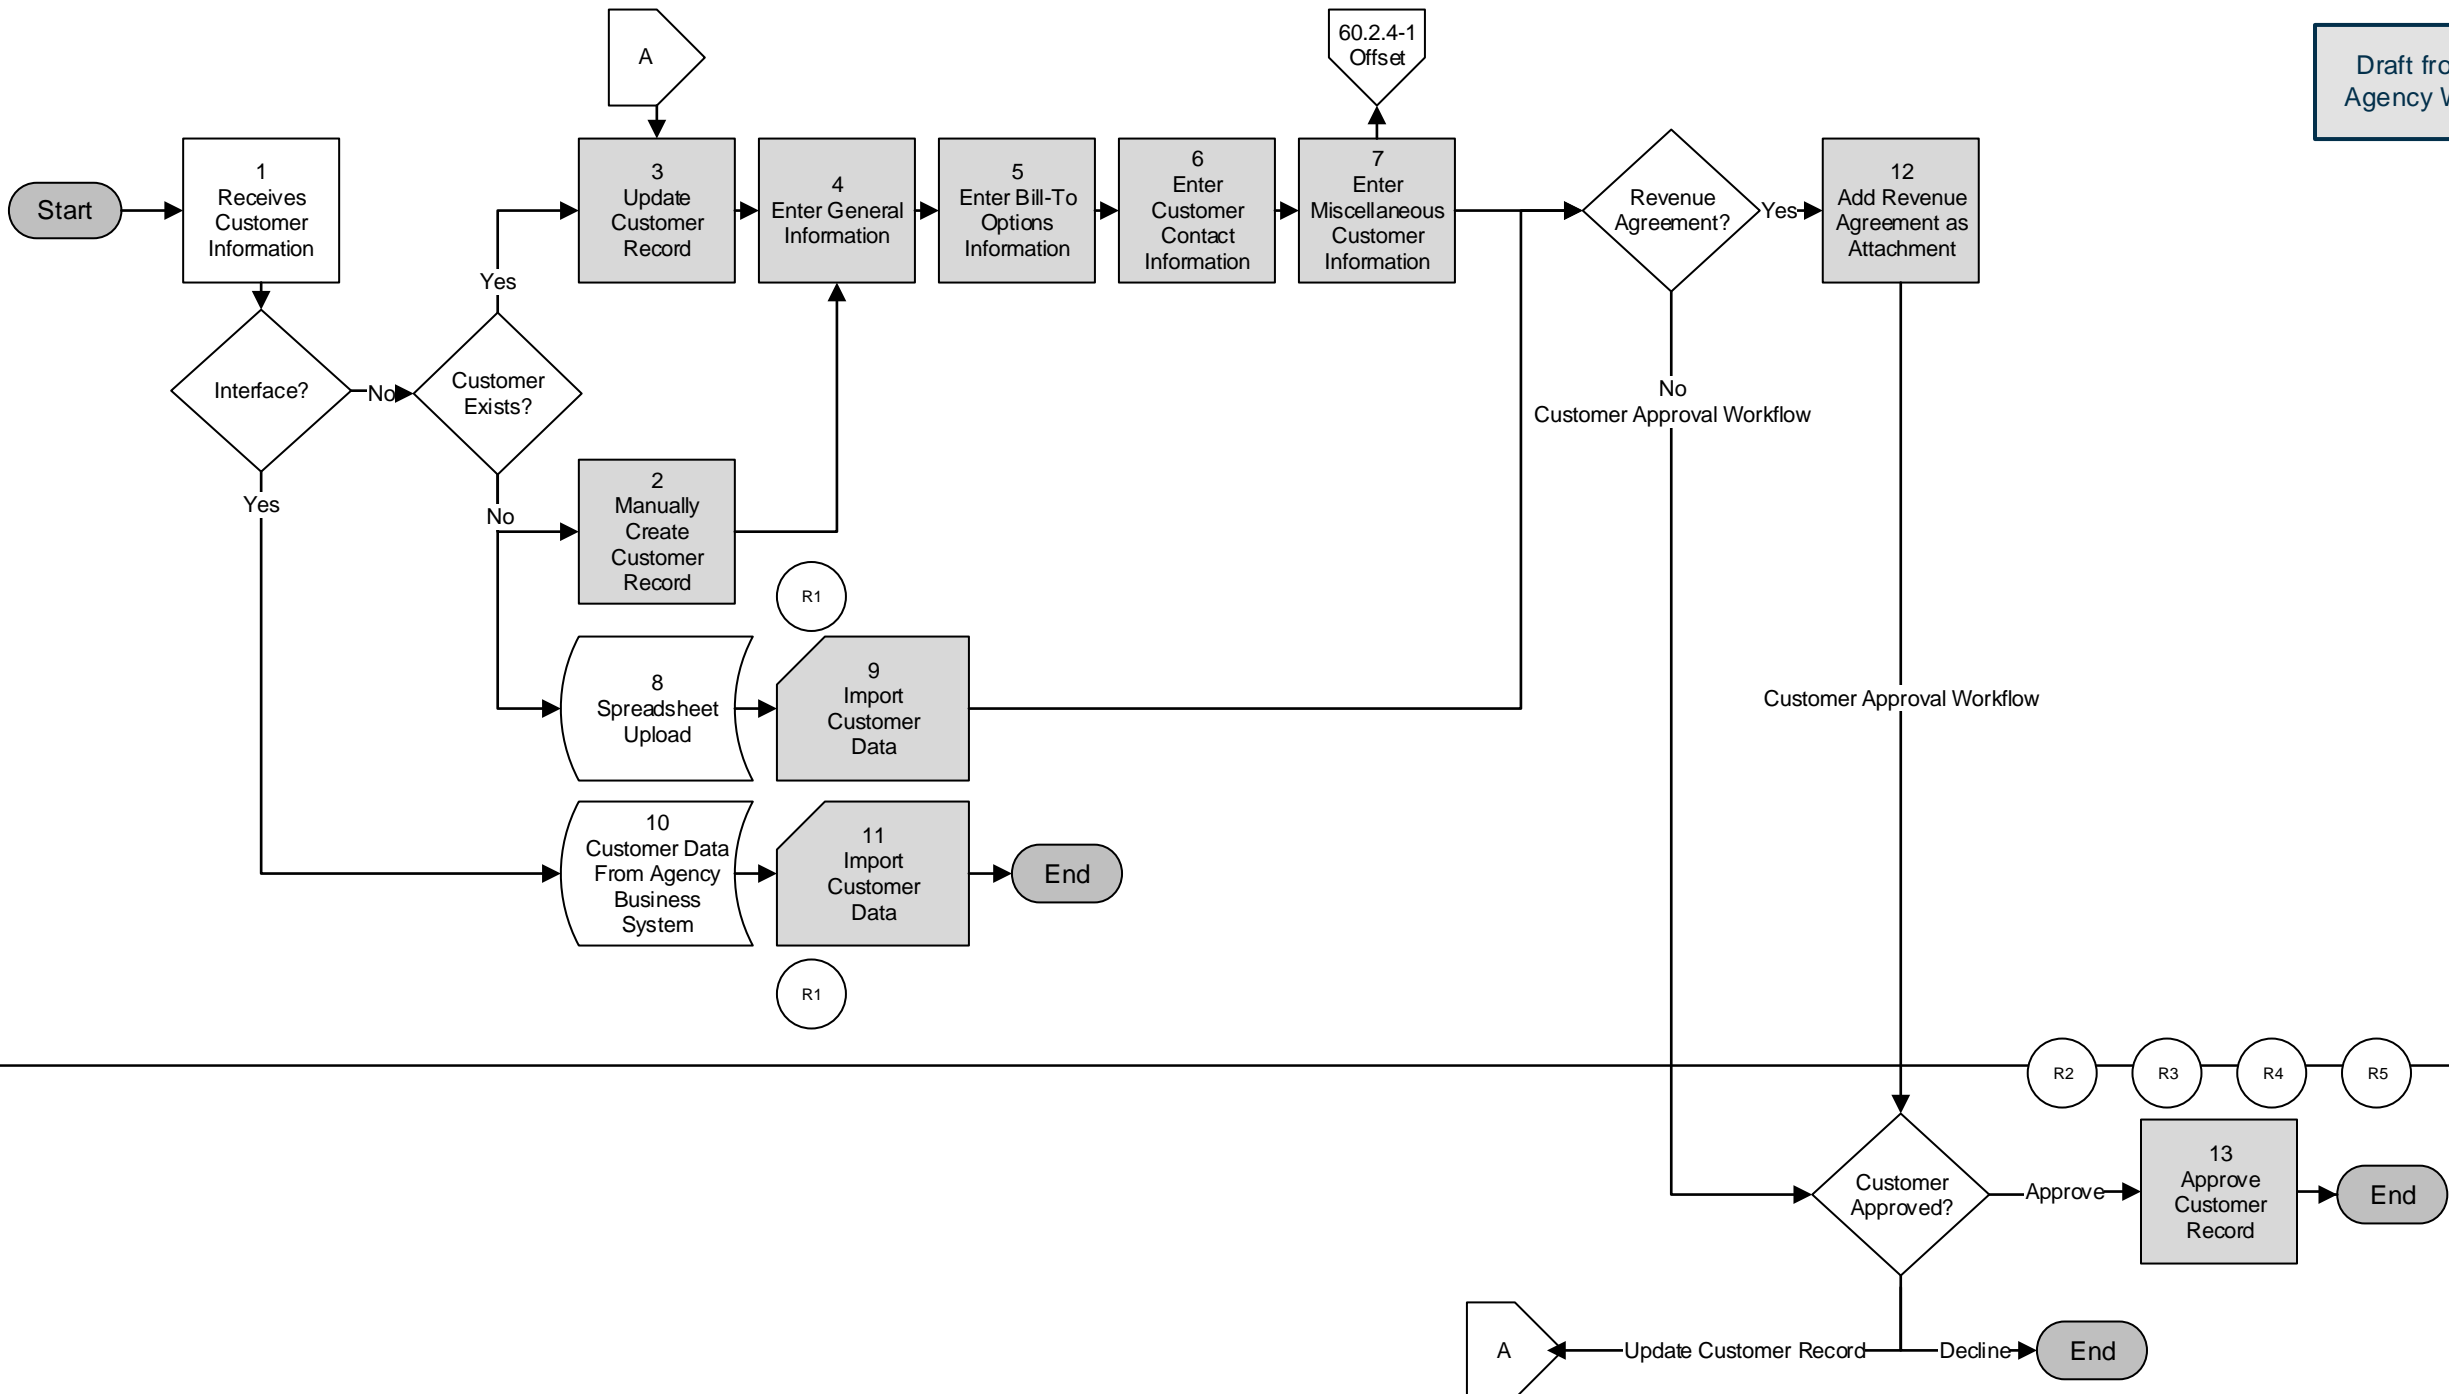 A
60.2.4-1
Offset
Draft
Agency
Start
1
Receives
Customer
Information
3
Update
Customer
Record
4
Enter General
Information
5
Enter Bill-To
Options
Information
6
Enter
Customer
Contact
Information
7
Enter
Miscellaneous
Customer
Information
Revenue
Agreement?
Yes
12
Add Revenue
Agreement as
Attachment
Yes
Interface?
No
Customer
Exists?
No
Customer Approval Workflow
Yes
No
2
Manually
Create
Customer
Record
R1
8
Spreadsheet
Upload
9
Import
Customer
Data
Customer Approval Workflow
10
Customer Data
From Agency
Business
System
11
Import
Customer
Data
End
R1
R2
R3
R4
R5
Customer
Approved?
Approve
13
Approve
Customer
Record
End
A
Update Customer Record
Decline
End